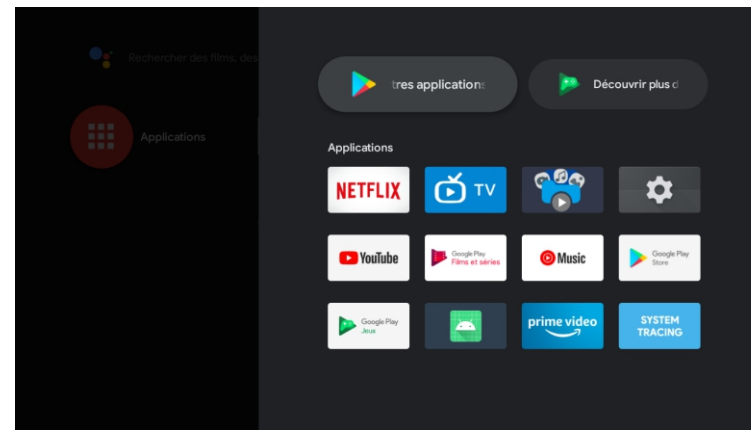 Rechercher des films, des
tres application
Découvrir plus d
Applications
Applications
NETFLIX
TV
YouTube
Google Play
Films et séries
Music
Google Play
Store
Google Play
Jeux
prime video
SYSTEM
TRACING